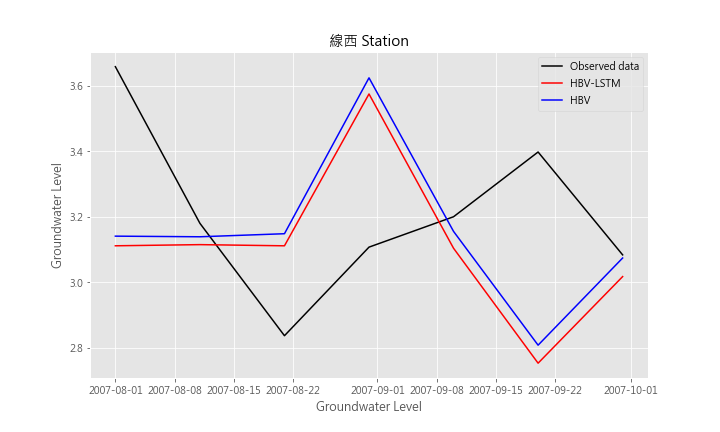 線西 Station
Observed data
HBV-LSTM
HBV
Groundwater Level
3.6
3.4
3.2
3.0
2.8
2007-08-01 2007-08-08 2007-08-15 2007-08-22 2007-09-01 2007-09-08 2007-09-15 2007-09-22 2007-10-01
Groundwater Level